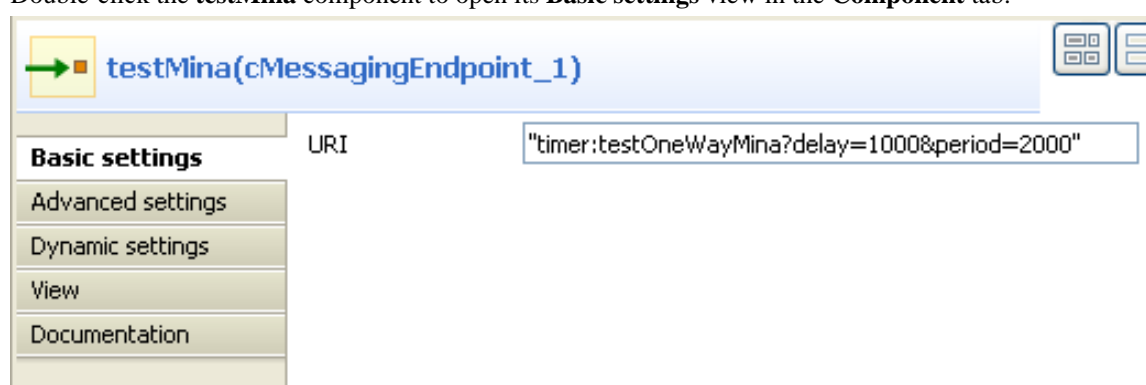 Double-click the testMina component to open its Basic settings view in the Component tab.
testMina(cMessagingEndpoint_1)
Basic settings
URI
"timer:testOneWayMina?delay=1000&period=2000"
Advanced settings
Dynamic settings
View
Documentation